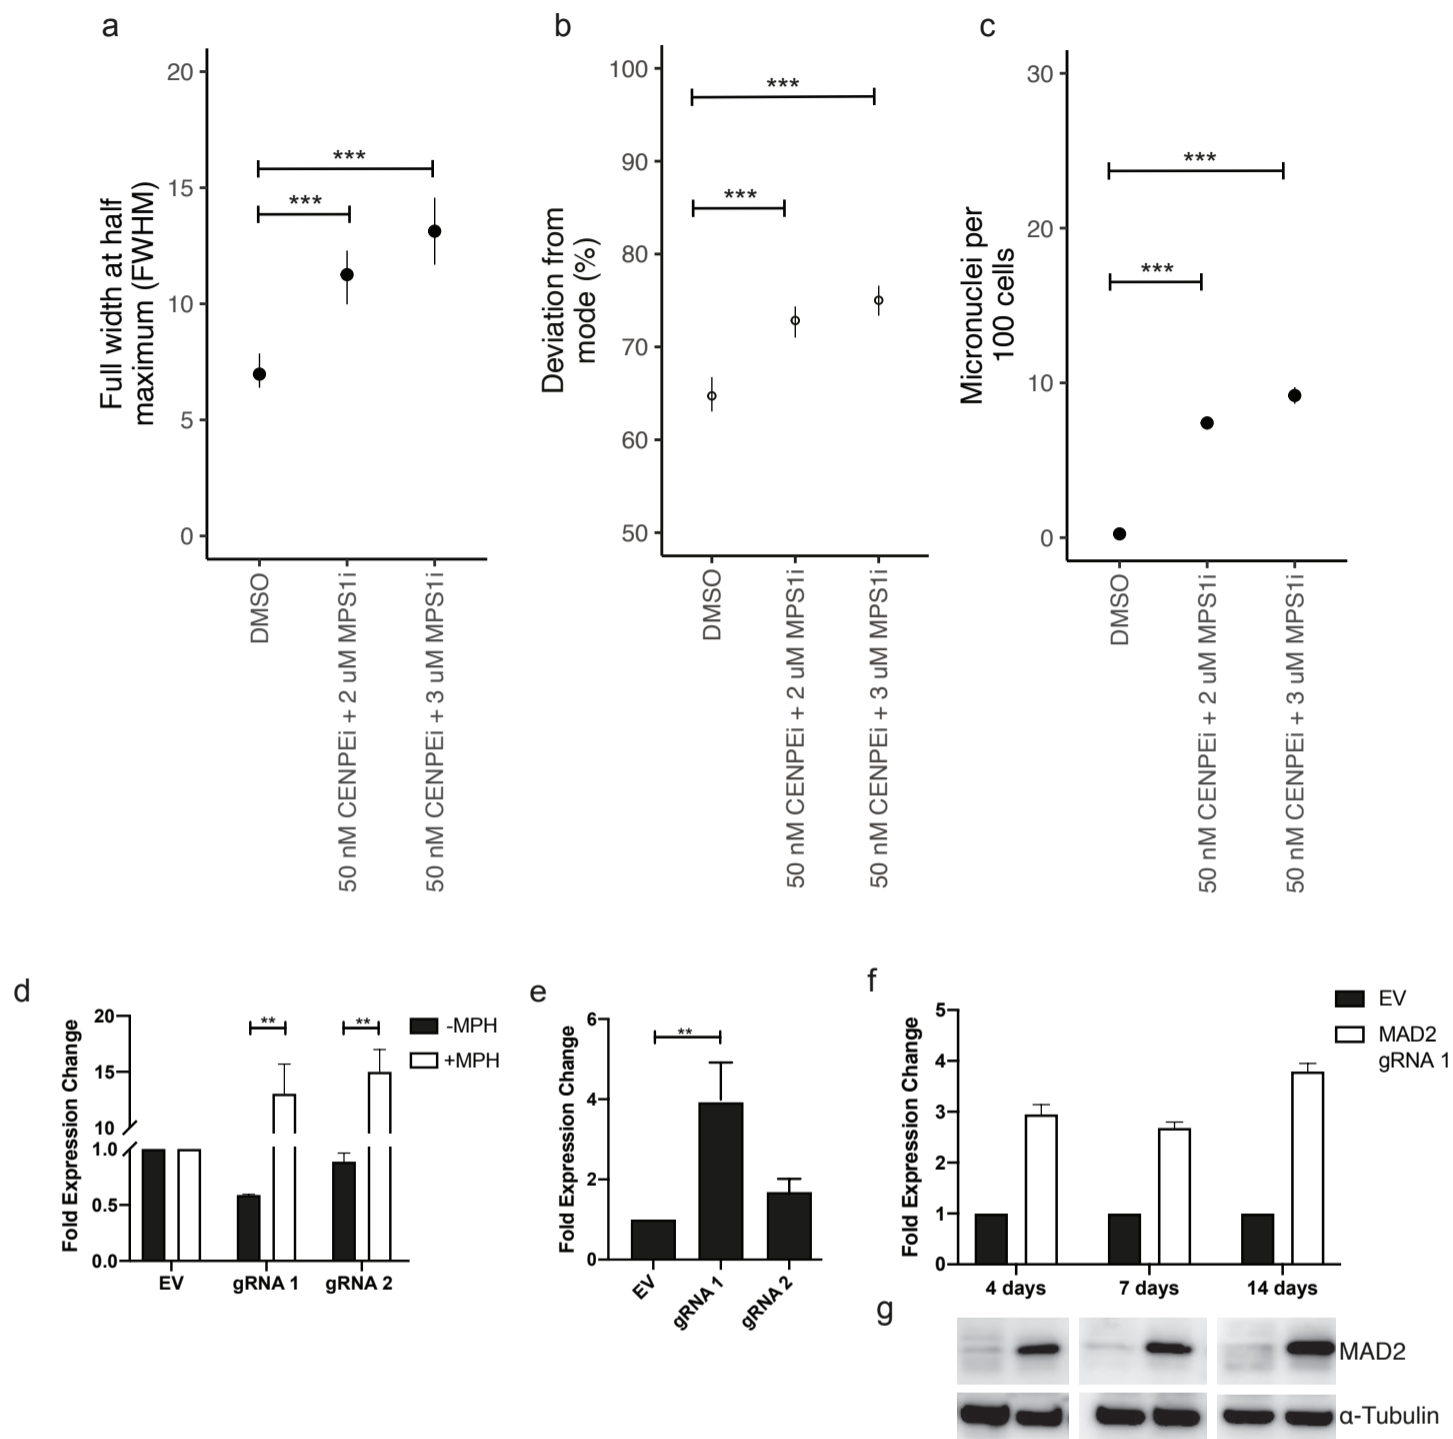 a
20
15
10
5
0
Full width at half
maximum (FWHM)
***
***
DMSO
50 nM CENPEi + 2 uM MPS1i
50 nM CENPEi + 3 uM MPS1i
b
100
90
80
70
60
50
Deviation from
mode (%)
***
***
DMSO
50 nM CENPEi + 2 uM MPS1i
50 nM CENPEi + 3 uM MPS1i
c
30
20
10
0
Micronuclei per
100 cells
***
***
DMSO
50 nM CENPEi + 2 uM MPS1i
50 nM CENPEi + 3 uM MPS1i
d
20
15
10
1.0
0.5
0.0
Fold Expression Change
**
**
-MPH
+MPH
EV
gRNA 1
gRNA 2
e
6
4
2
0
Fold Expression Change
**
EV
gRNA 1
gRNA 2
f
5
4
3
2
1
0
Fold Expression Change
EV
MAD2
gRNA 1
4 days
7 days
14 days
g
MAD2
α-Tubulin